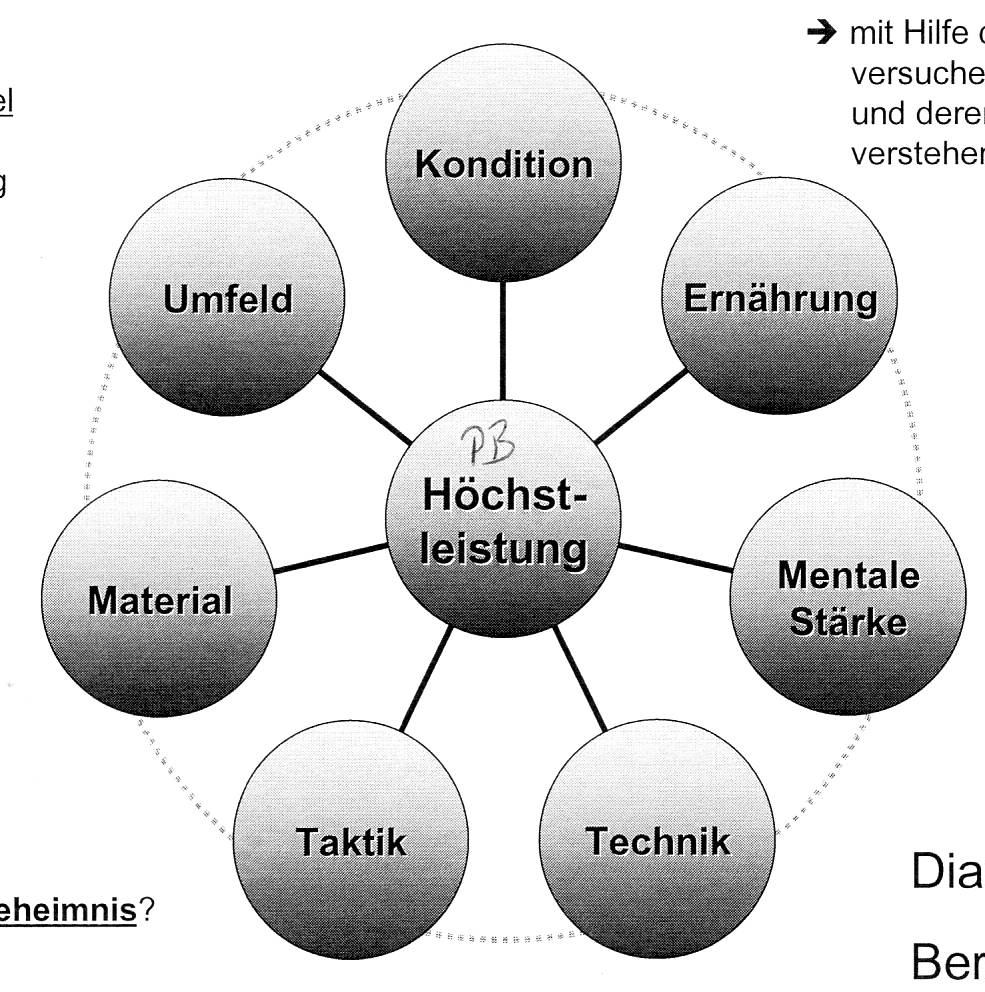 ➔ mit Hilfe
versuche
und deren
verstehen
el
g
Kondition
Umfeld
Ernährung
PB
Höchst-
leistung
Material
Mentale
Stärke
Taktik
Technik
eheimnis?
Dia
Ber